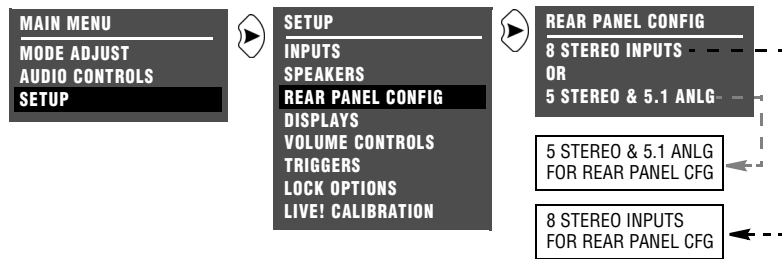 MAIN MENU
MODE ADJUST
AUDIO CONTROLS
SETUP
SETUP
INPUTS
SPEAKERS
REAR PANEL CONFIG
DISPLAYS
VOLUME CONTROLS
TRIGGERS
LOCK OPTIONS
LIVE! CALIBRATION
REAR PANEL CONFIG
8 STEREO INPUTS
OR
5 STEREO & 5.1 ANLG
5 STEREO & 5.1 ANLG
FOR REAR PANEL CFG
8 STEREO INPUTS
FOR REAR PANEL CFG